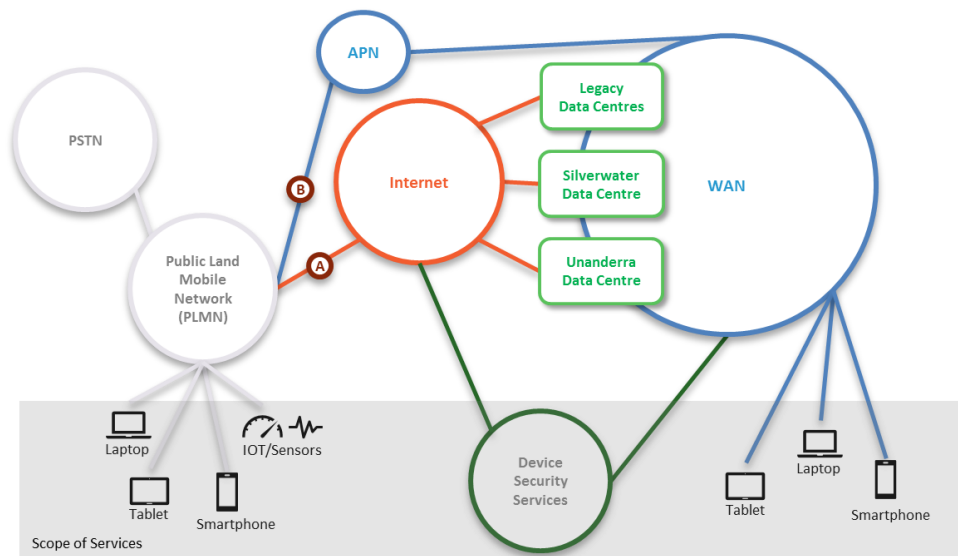 APN
PSTN
Legacy
Data Centres
Internet
Silverwater
Data Centre
WAN
B
A
Unanderra
Data Centre
Public Land
Mobile
Network
(PLMN)
Laptop
IOT/Sensors
Tablet
Smartphone
Device
Security
Services
Laptop
Tablet
Smartphone
Scope of Services